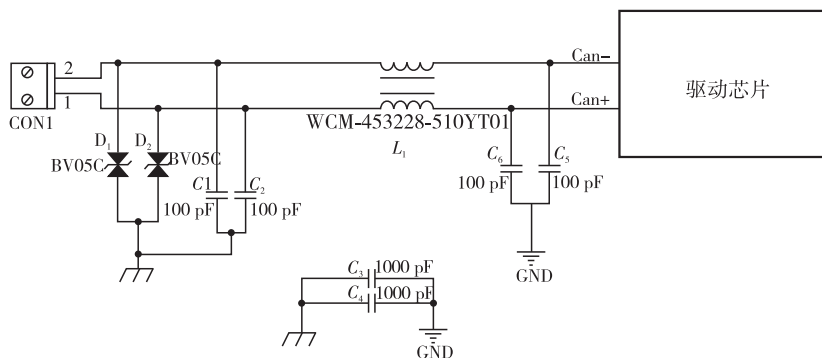 Can−
2
驱动芯片
1
Can+
CON1
WCM-453228-510YT01
L₁
D₁
D₂
BV05C
BV05C
C1
C₂
100 pF
100 pF
C₆
C₅
100 pF
100 pF
GND
C₃
1000 pF
C₄
1000 pF
GND